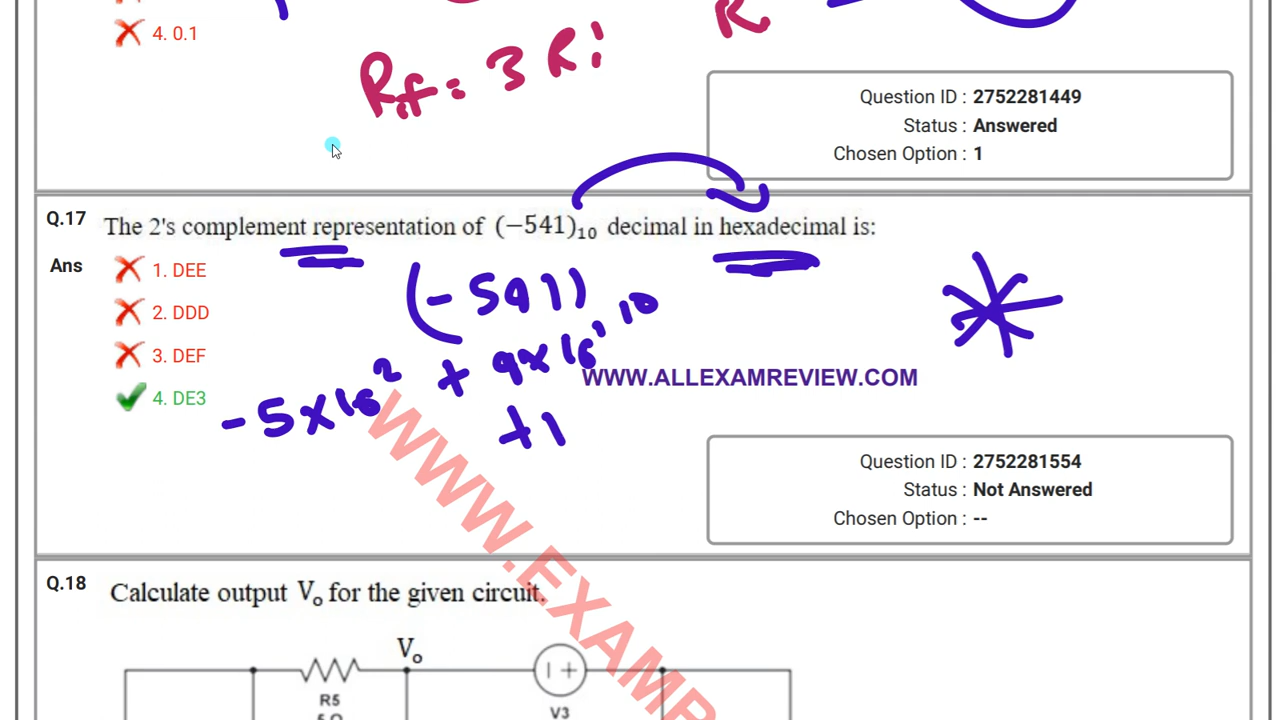 4. 0.1
R
Rf = 3 Ri
Question ID : 2752281449
Status : Answered
Chosen Option : 1
Q.17 The 2's complement representation of (−541)₁₀ decimal in hexadecimal is:
Ans
1. DEE
2. DDD
3. DEF
4. DE3
(-541)10
-5×16² + 4×16¹
+1
WWW.ALLEXAMREVIEW.COM
WWW.EXAMR
Question ID : 2752281554
Status : Not Answered
Chosen Option : --
Q.18 Calculate output Vₒ for the given circuit.
Vₒ
R5
5 Ω
V3